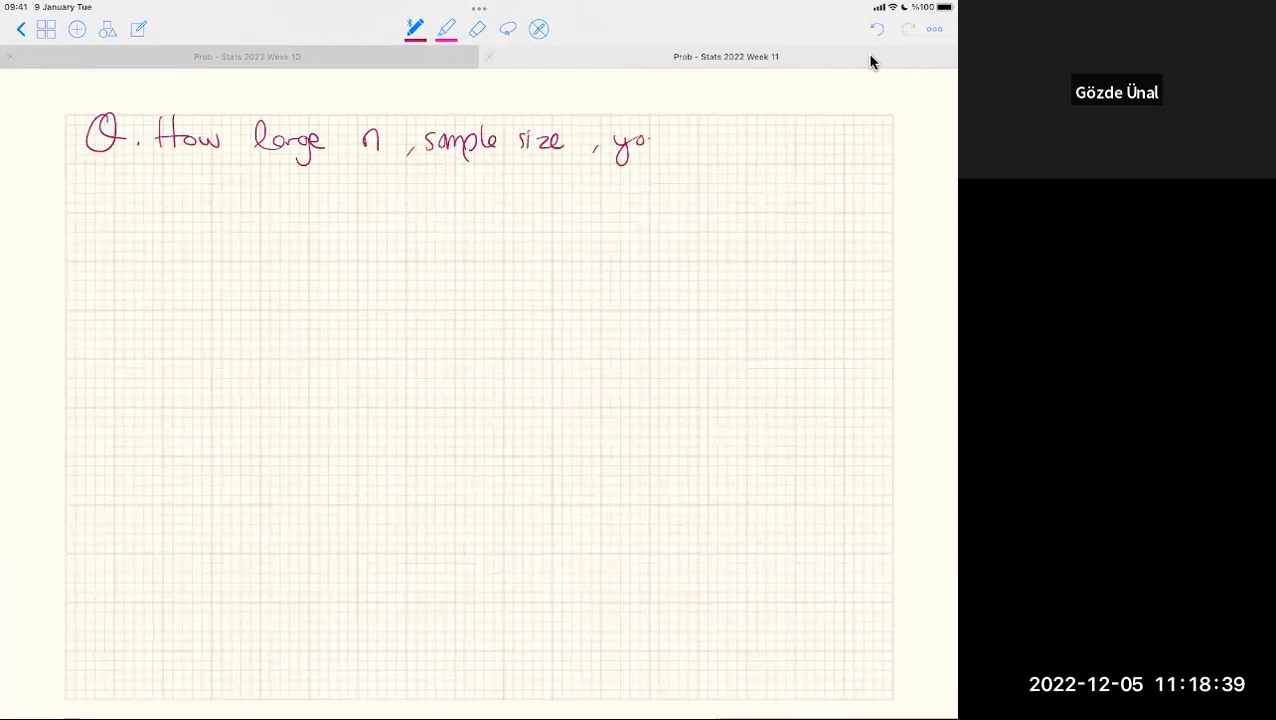 09:41 9 January Tue %100
Prob - Stats 2022 Week 10 Prob - Stats 2022 Week 11
Gözde Ünal
Q. How large n , sample size , yo
2022-12-05 11:18:39